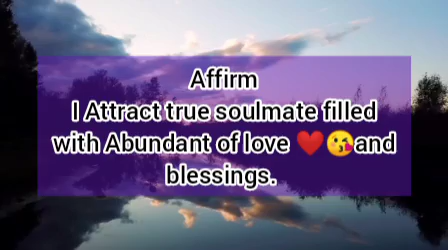 Affirm
I Attract true soulmate filled
with Abundant of love ❤️😘and
blessings.